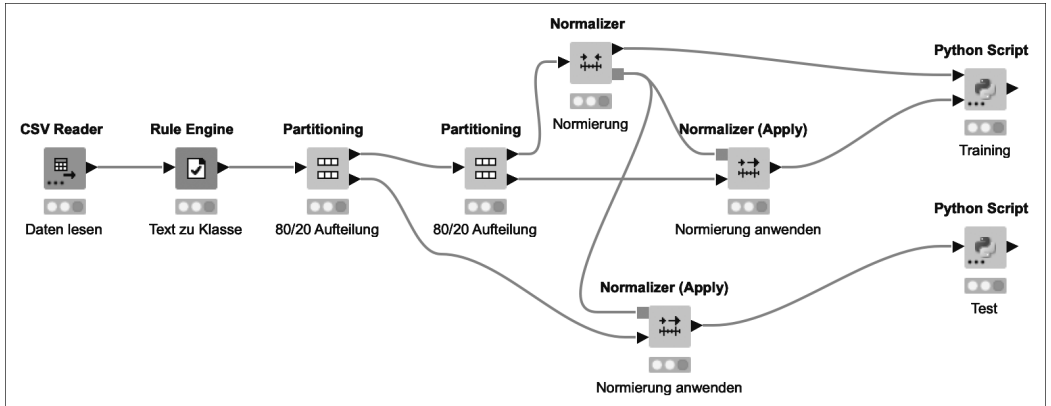 Normalizer
Normierung
Python Script
Training
CSV Reader
Daten lesen
Rule Engine
Text zu Klasse
Partitioning
80/20 Aufteilung
Partitioning
80/20 Aufteilung
Normalizer (Apply)
Normierung anwenden
Python Script
Test
Normalizer (Apply)
Normierung anwenden